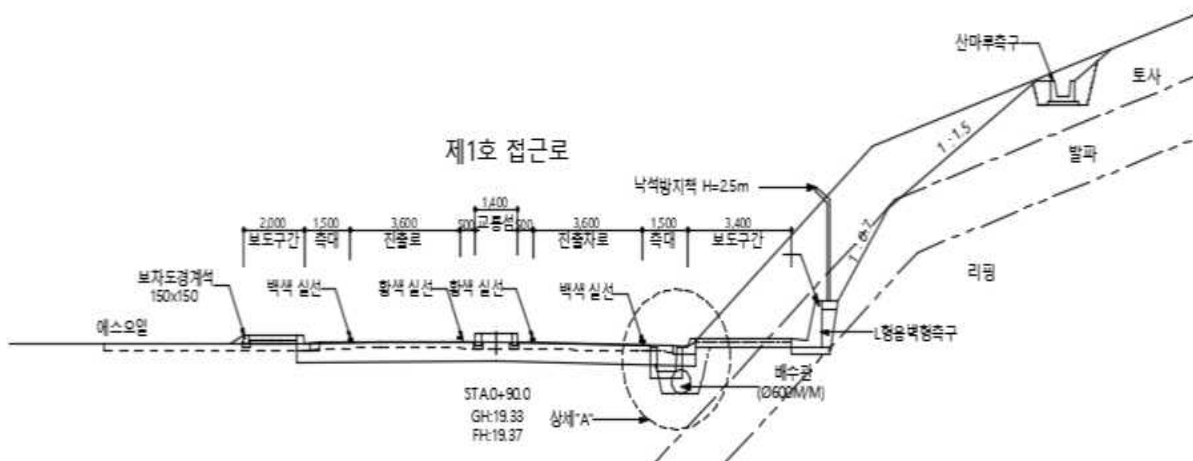 산마루측구
토사
제1호 접근로
1 : 1.5
발파
낙석방지책 H=2.5m
1,400
교통섬
2,000
1,500
3,600
500
500
3,600
1,500
3,400
보도구간
측대
진출로
진출차로
측대
보도구간
리핑
보차도경계석
150x150
백색 실선
황색 실선
황색 실선
백색 실선
에스오일
L형옹벽형측구
배수관
(Ø600M/M)
STA.0+90.0
GH:19.33
FH:19.37
상세"A"